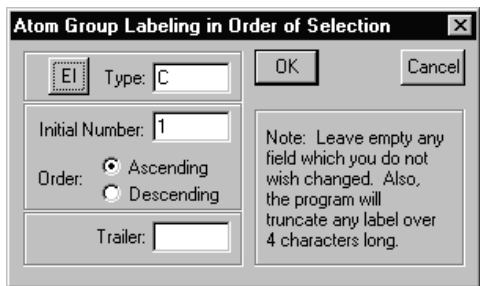 Atom Group Labeling in Order of Selection
El Type: C
OK
Cancel
Initial Number: 1
Order: Ascending
Descending
Trailer:
Note: Leave empty any
field which you do not
wish changed. Also,
the program will
truncate any label over
4 characters long.